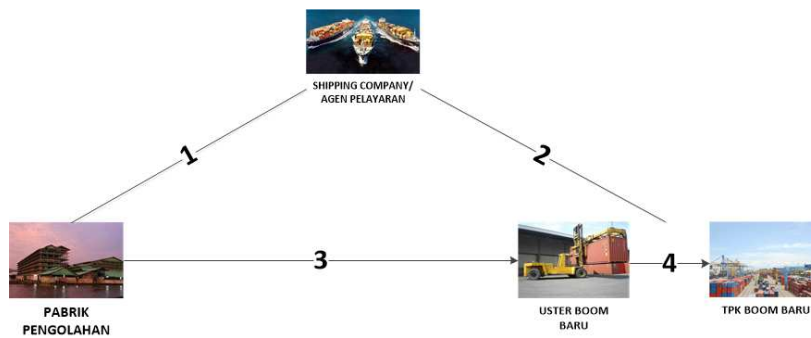 SHIPPING COMPANY/
AGEN PELAYARAN
1
2
3
4
PABRIK
PENGOLAHAN
USTER BOOM
BARU
TPK BOOM BARU